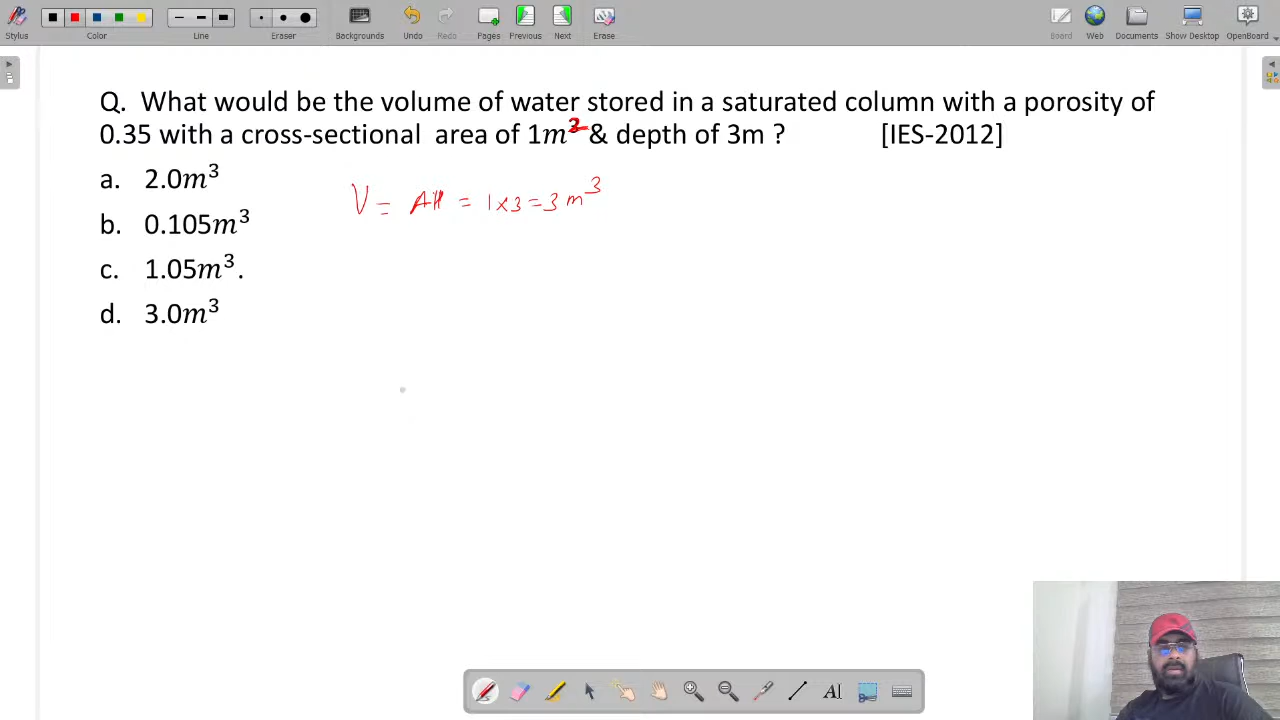 Stylus
Color
Line
Eraser
Backgrounds
Undo
Redo
Pages
Previous
Next
Erase
Board
Web
Documents
Show Desktop
OpenBoard
Q. What would be the volume of water stored in a saturated column with a porosity of
0.35 with a cross-sectional area of 1m² & depth of 3m ? [IES-2012]
a. 2.0m³
b. 0.105m³
c. 1.05m³.
d. 3.0m³
V = AH = 1×3 = 3 m³
AI